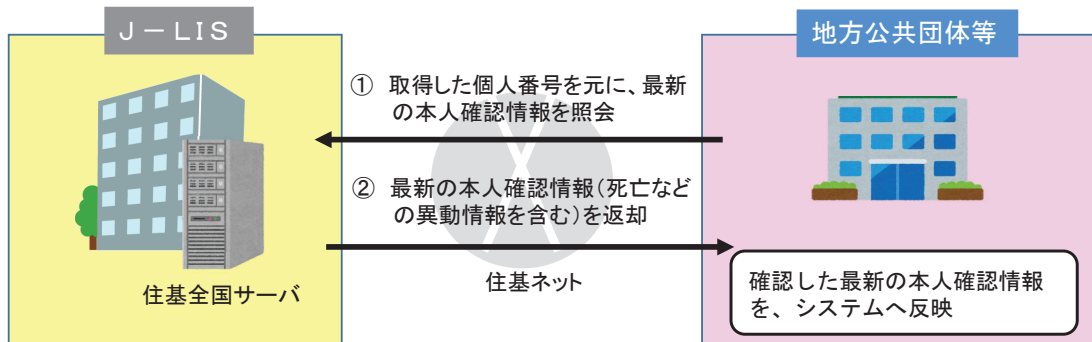 J－LIS
地方公共団体等
① 取得した個人番号を元に、最新
の本人確認情報を照会
② 最新の本人確認情報(死亡など
の異動情報を含む)を返却
住基全国サーバ
住基ネット
確認した最新の本人確認情報
を、システムへ反映